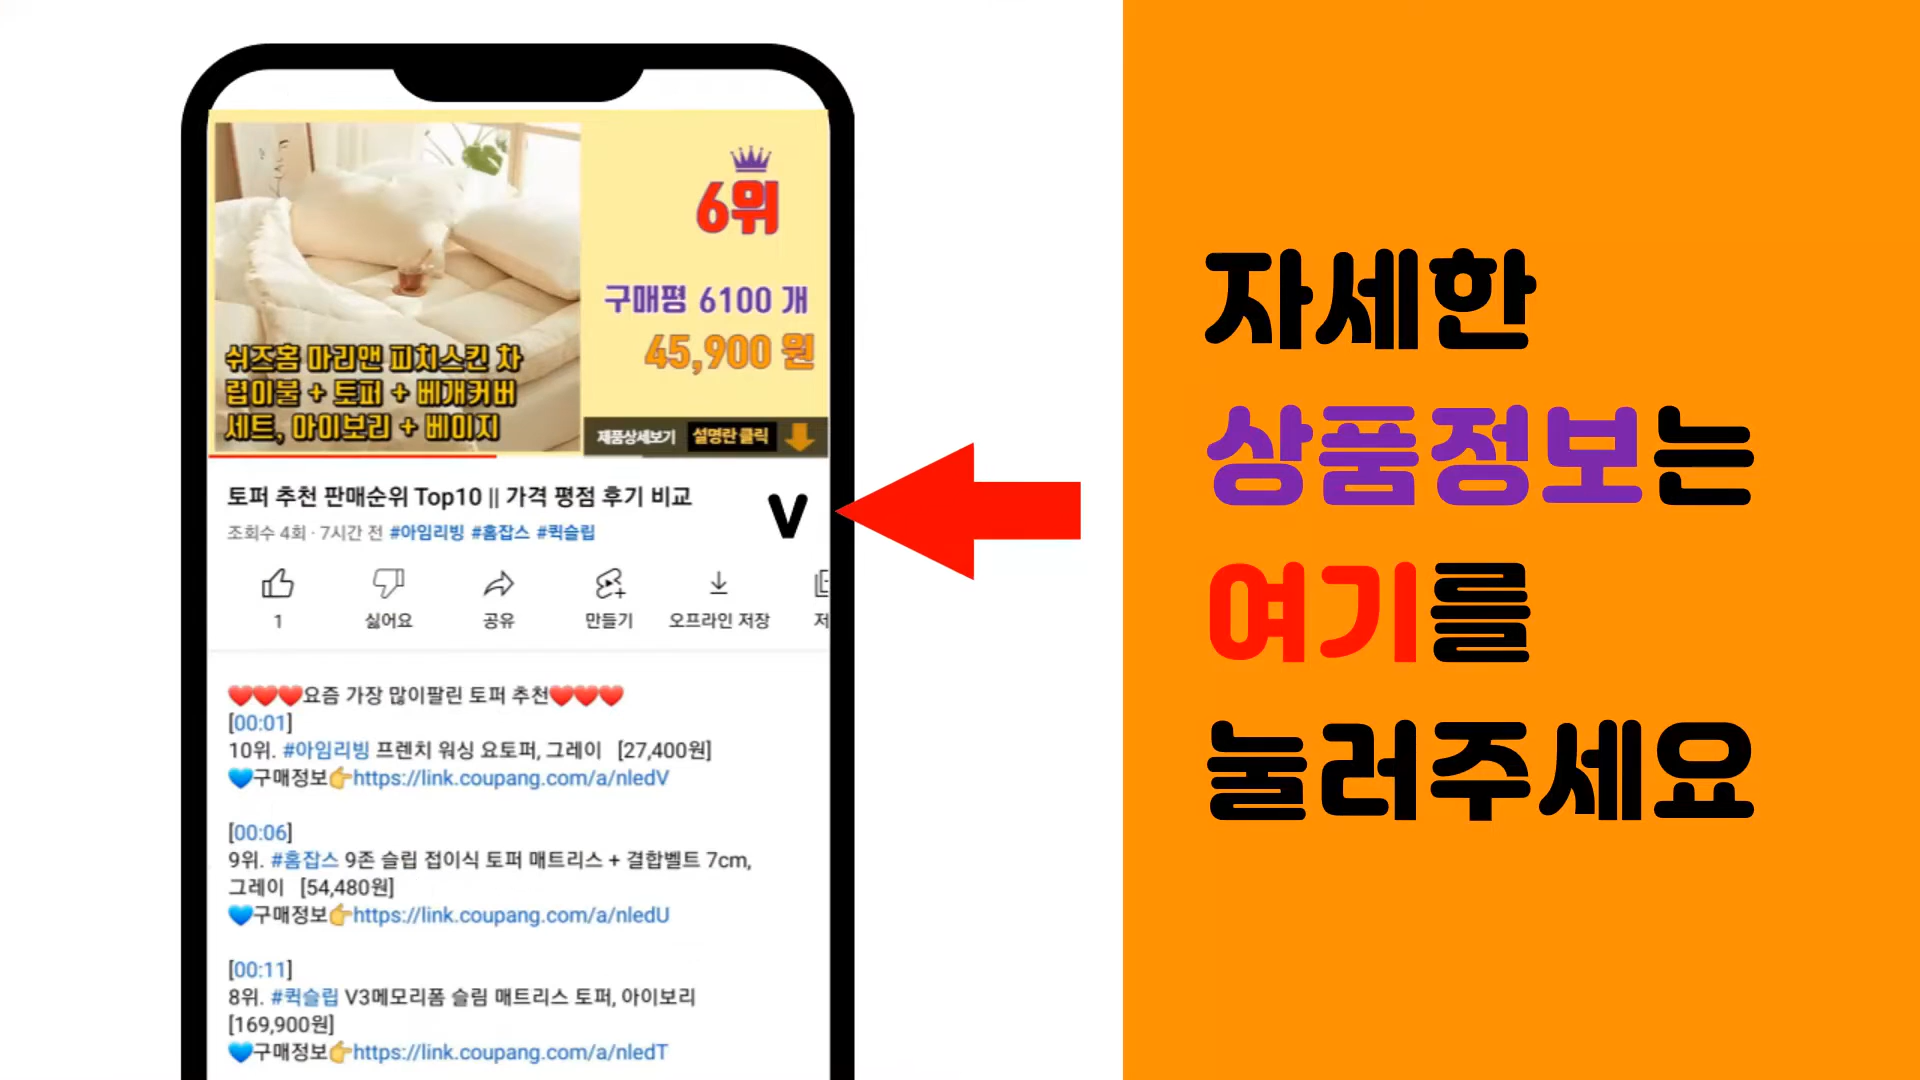 6위
구매평 6100 개
45,900 원
쉬즈홈 마리앤 피치스킨 차
렵이불 + 토퍼 + 베개커버
세트, 아이보리 + 베이지
제품상세보기 설명란 클릭
토퍼 추천 판매순위 Top10 || 가격 평점 후기 비교
V
조회수 4회 · 7시간 전 #아임리빙 #홈잡스 #퀵슬립
1 싫어요 공유 만들기 오프라인 저장 저
❤❤❤요즘 가장 많이팔린 토퍼 추천❤❤❤
[00:01]
10위. #아임리빙 프렌치 워싱 요토퍼, 그레이 [27,400원]
💙구매정보👉https://link.coupang.com/a/nledV
[00:06]
9위. #홈잡스 9존 슬립 접이식 토퍼 매트리스 + 결합벨트 7cm,
그레이 [54,480원]
💙구매정보👉https://link.coupang.com/a/nledU
[00:11]
8위. #퀵슬립 V3메모리폼 슬림 매트리스 토퍼, 아이보리
[169,900원]
💙구매정보👉https://link.coupang.com/a/nledT
자세한
상품정보는
여기를
눌러주세요